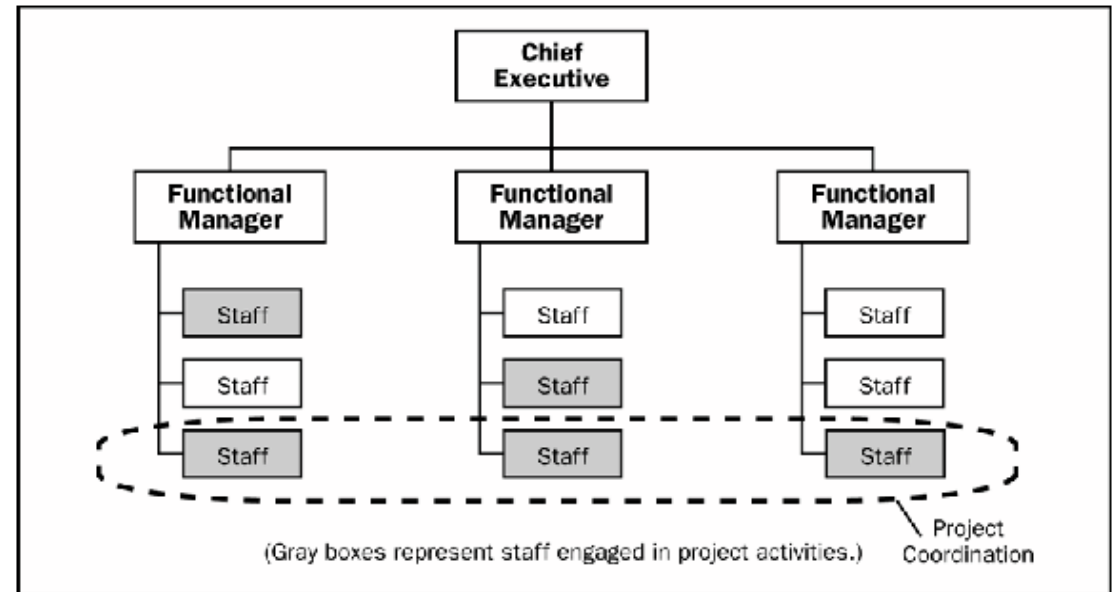 Chief
Executive
Functional
Manager
Functional
Manager
Functional
Manager
Staff
Staff
Staff
Staff
Staff
Staff
Staff
Staff
Staff
Project
Coordination
(Gray boxes represent staff engaged in project activities.)